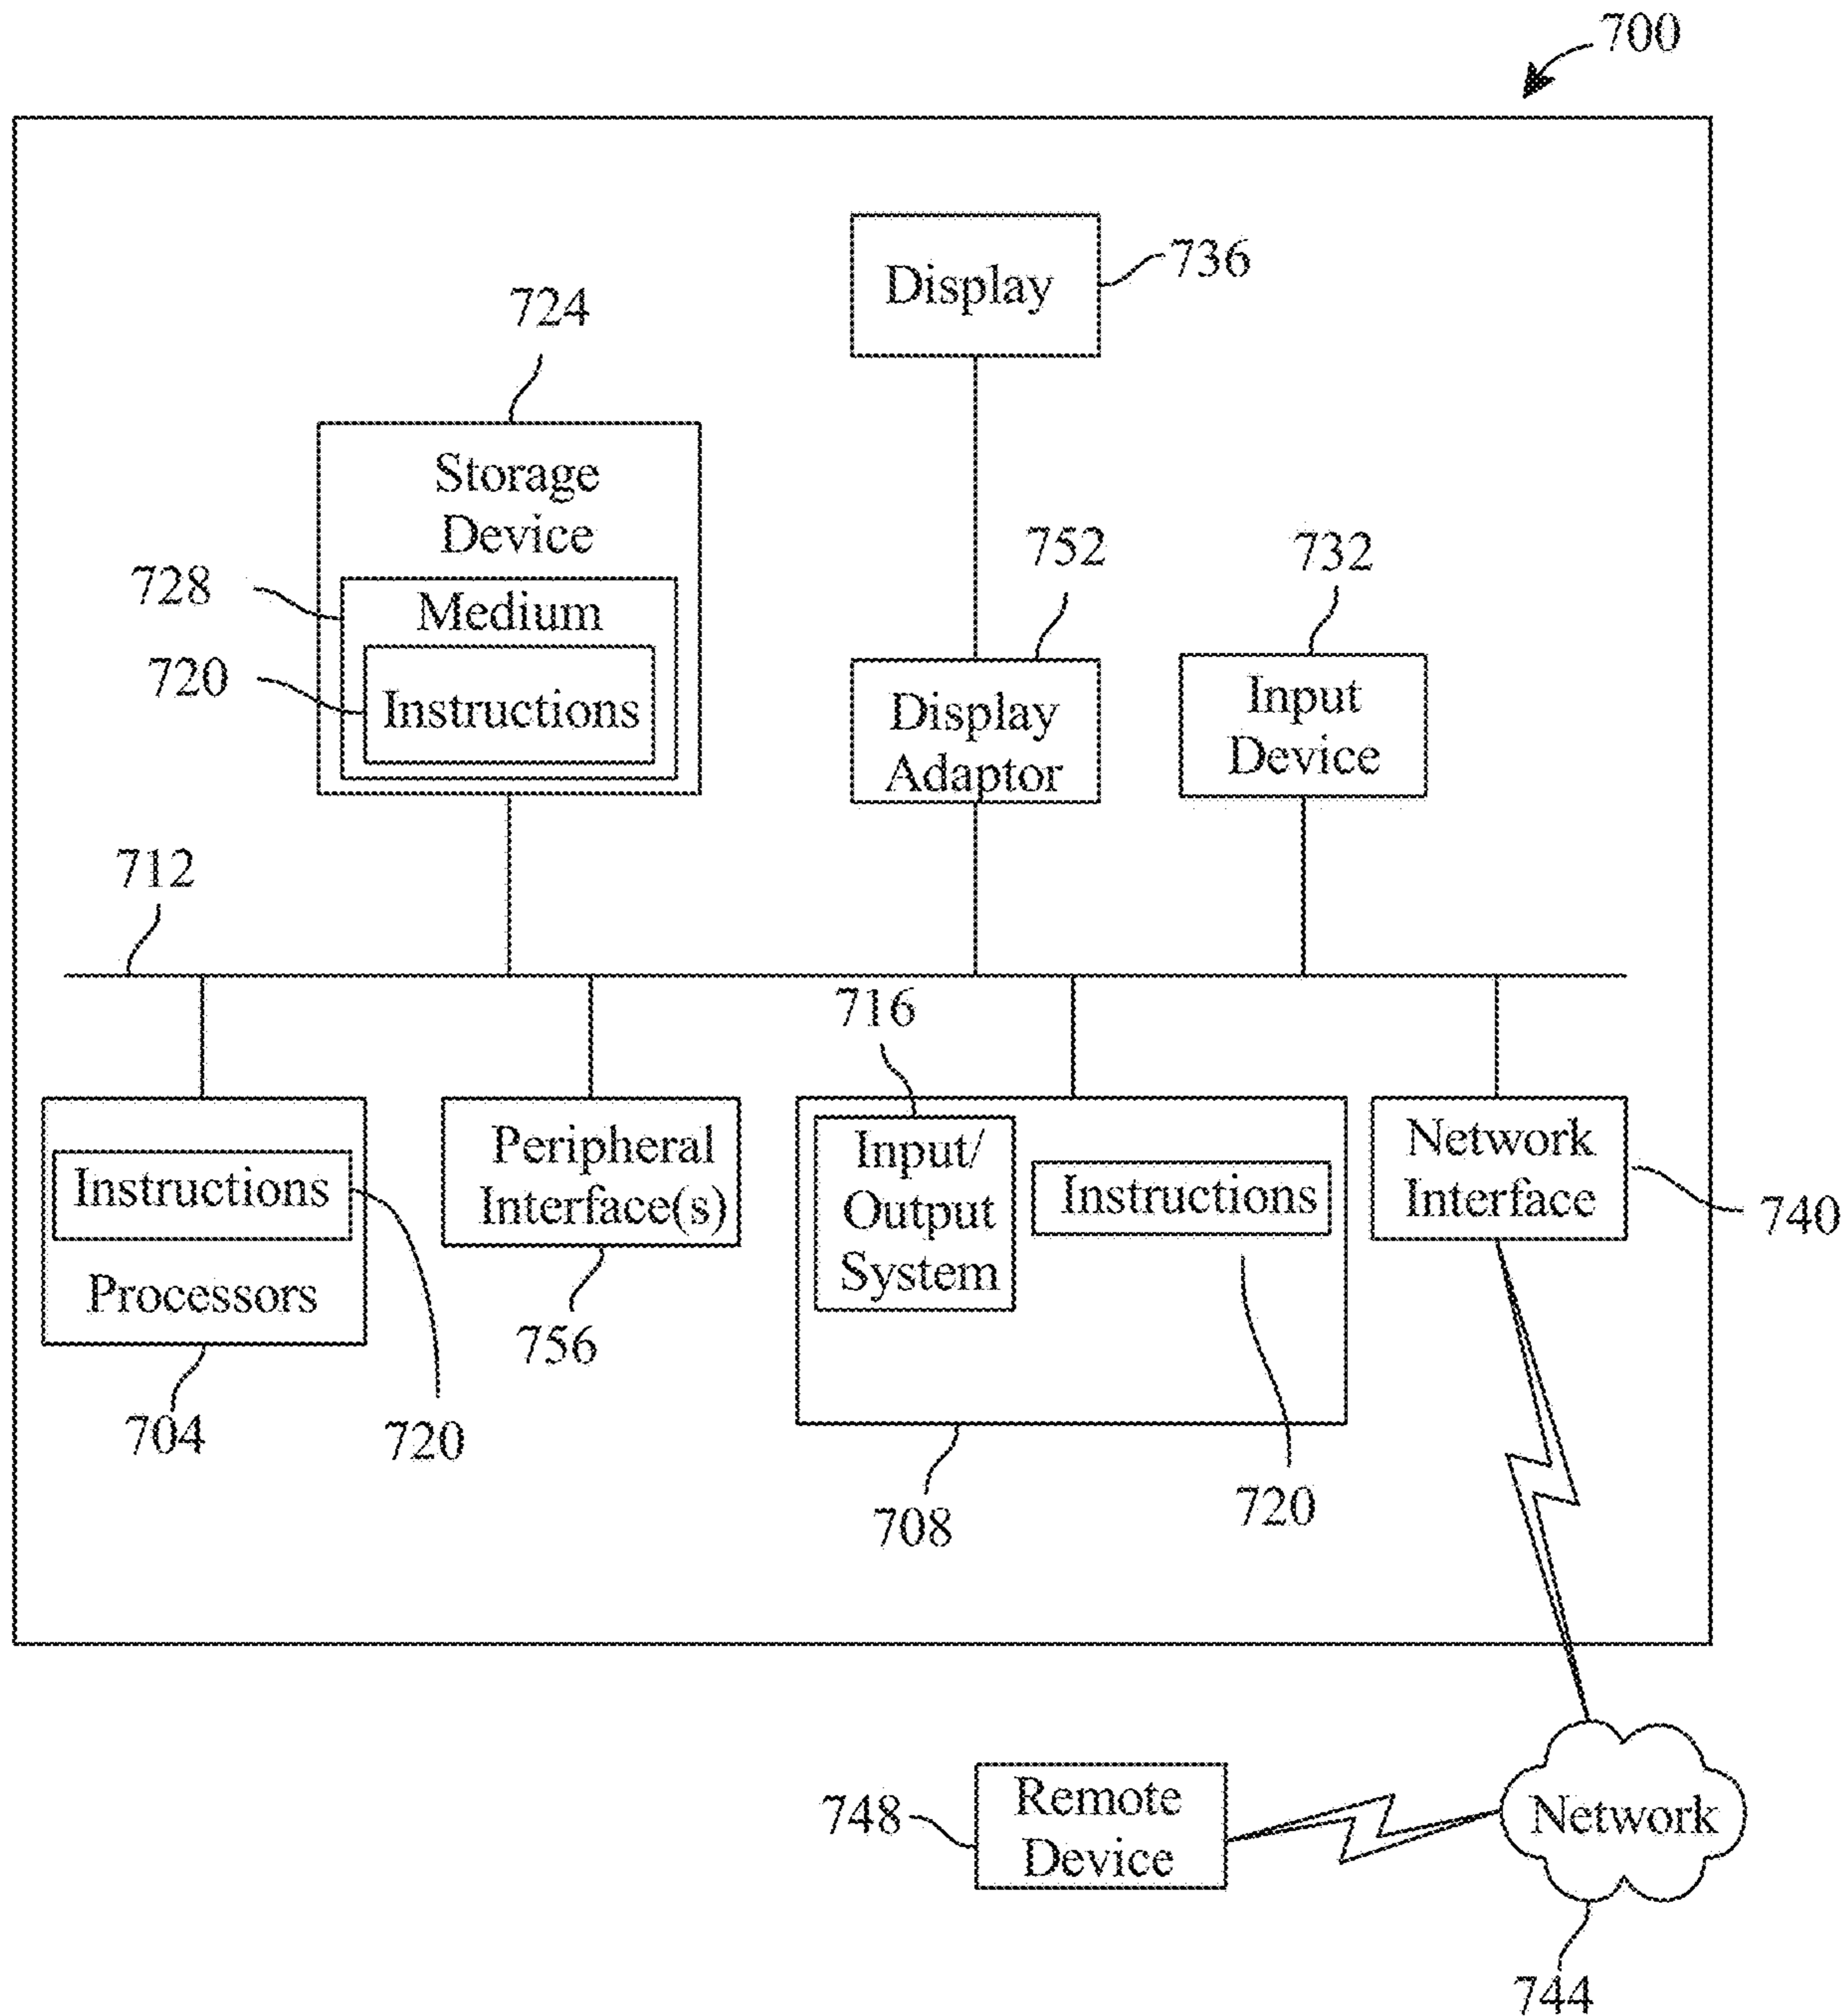 700
Display
736
724
Storage
Device
728
Medium
720
Instructions
752
Display
Adaptor
732
Input
Device
712
716
Instructions
Processors
704
720
Peripheral
Interface(s)
756
Input/
Output
System
Instructions
720
708
Network
Interface
740
748
Remote
Device
Network
744